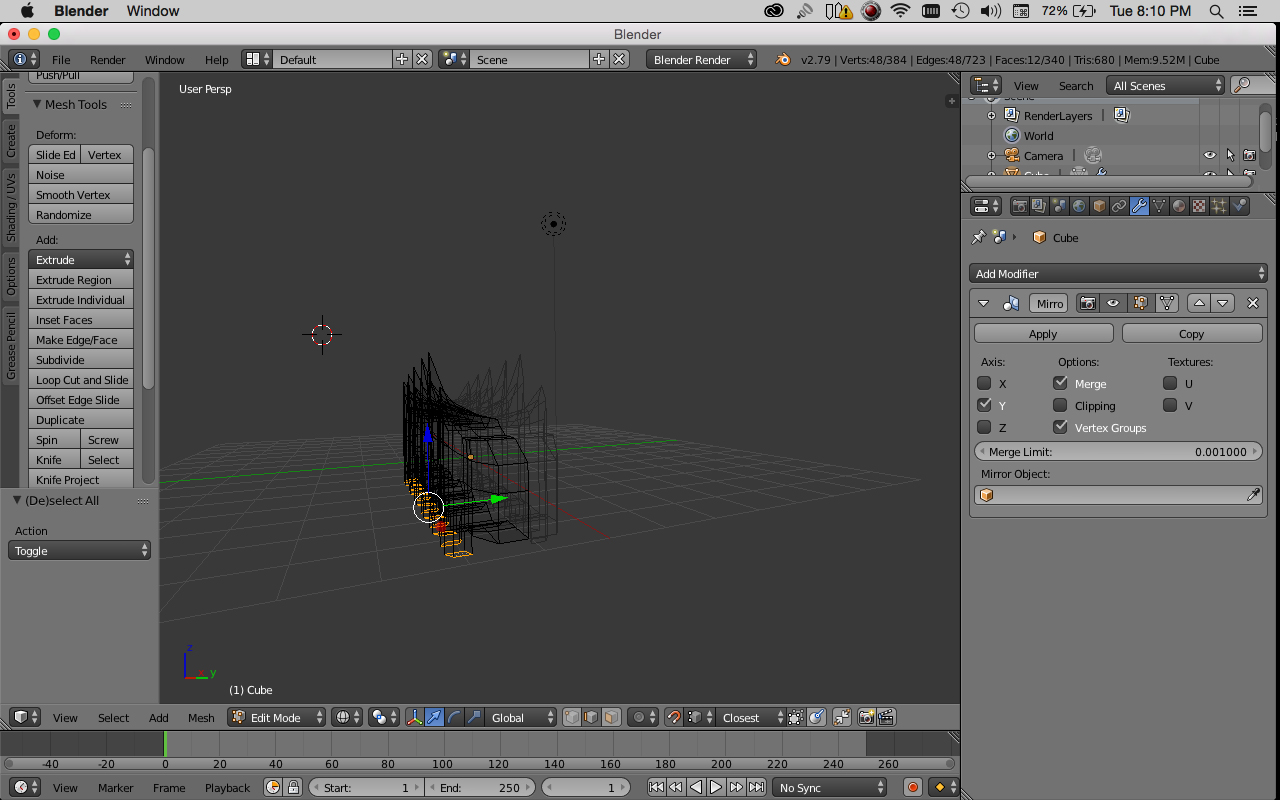 Blender Window 72% Tue 8:10 PM
Blender
File Render Window Help Default Scene Blender Render v2.79 | Verts:48/384 | Edges:48/723 | Faces:12/340 | Tris:680 | Mem:9.52M | Cube
Tools
Create
Shading / UVs
Options
Grease Pencil
Push/Pull
Mesh Tools
Deform:
Slide Ed Vertex
Noise
Smooth Vertex
Randomize
Add:
Extrude
Extrude Region
Extrude Individual
Inset Faces
Make Edge/Face
Subdivide
Loop Cut and Slide
Offset Edge Slide
Duplicate
Spin Screw
Knife Select
Knife Project
(De)select All
Action
Toggle
User Persp
z
y
(1) Cube
View Select Add Mesh Edit Mode Global Closest
-40 -20 0 20 40 60 80 100 120 140 160 180 200 220 240 260
View Marker Frame Playback Start: 1 End: 250 1 No Sync
View Search All Scenes
Scene
RenderLayers
World
Camera
Cube
Cube
Add Modifier
Mirro
Apply Copy
Axis: Options: Textures:
X Merge U
Y Clipping V
Z Vertex Groups
Merge Limit: 0.001000
Mirror Object: